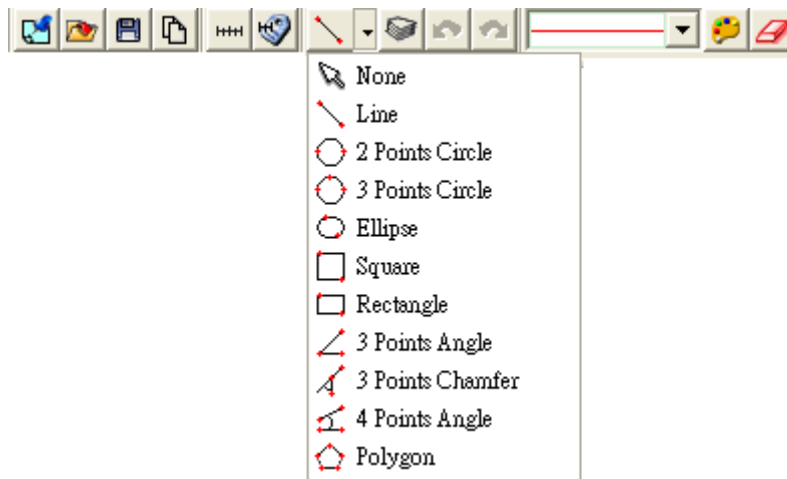 None
Line
2 Points Circle
3 Points Circle
Ellipse
Square
Rectangle
3 Points Angle
3 Points Chamfer
4 Points Angle
Polygon